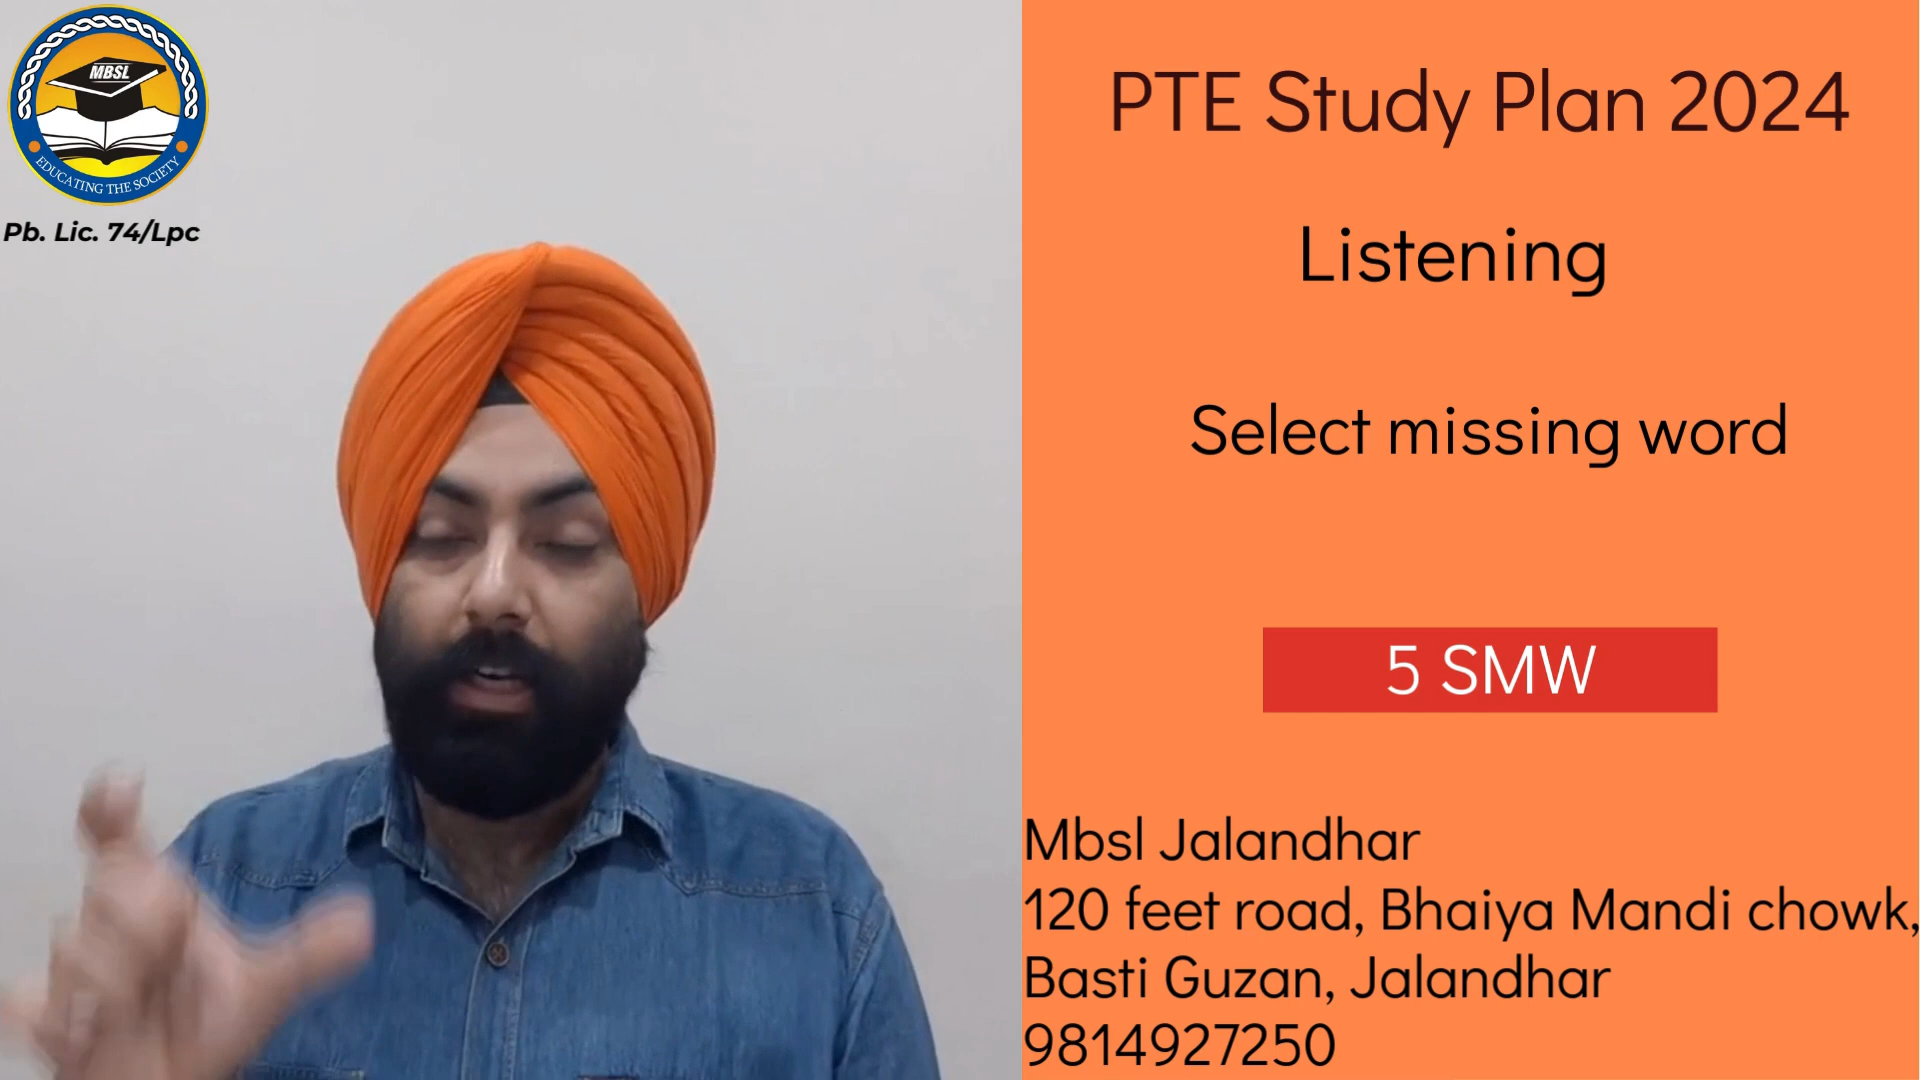 MBSL
EDUCATING THE SOCIETY
Pb. Lic. 74/Lpc
PTE Study Plan 2024
Listening
Select missing word
5 SMW
Mbsl Jalandhar
120 feet road, Bhaiya Mandi chowk,
Basti Guzan, Jalandhar
9814927250